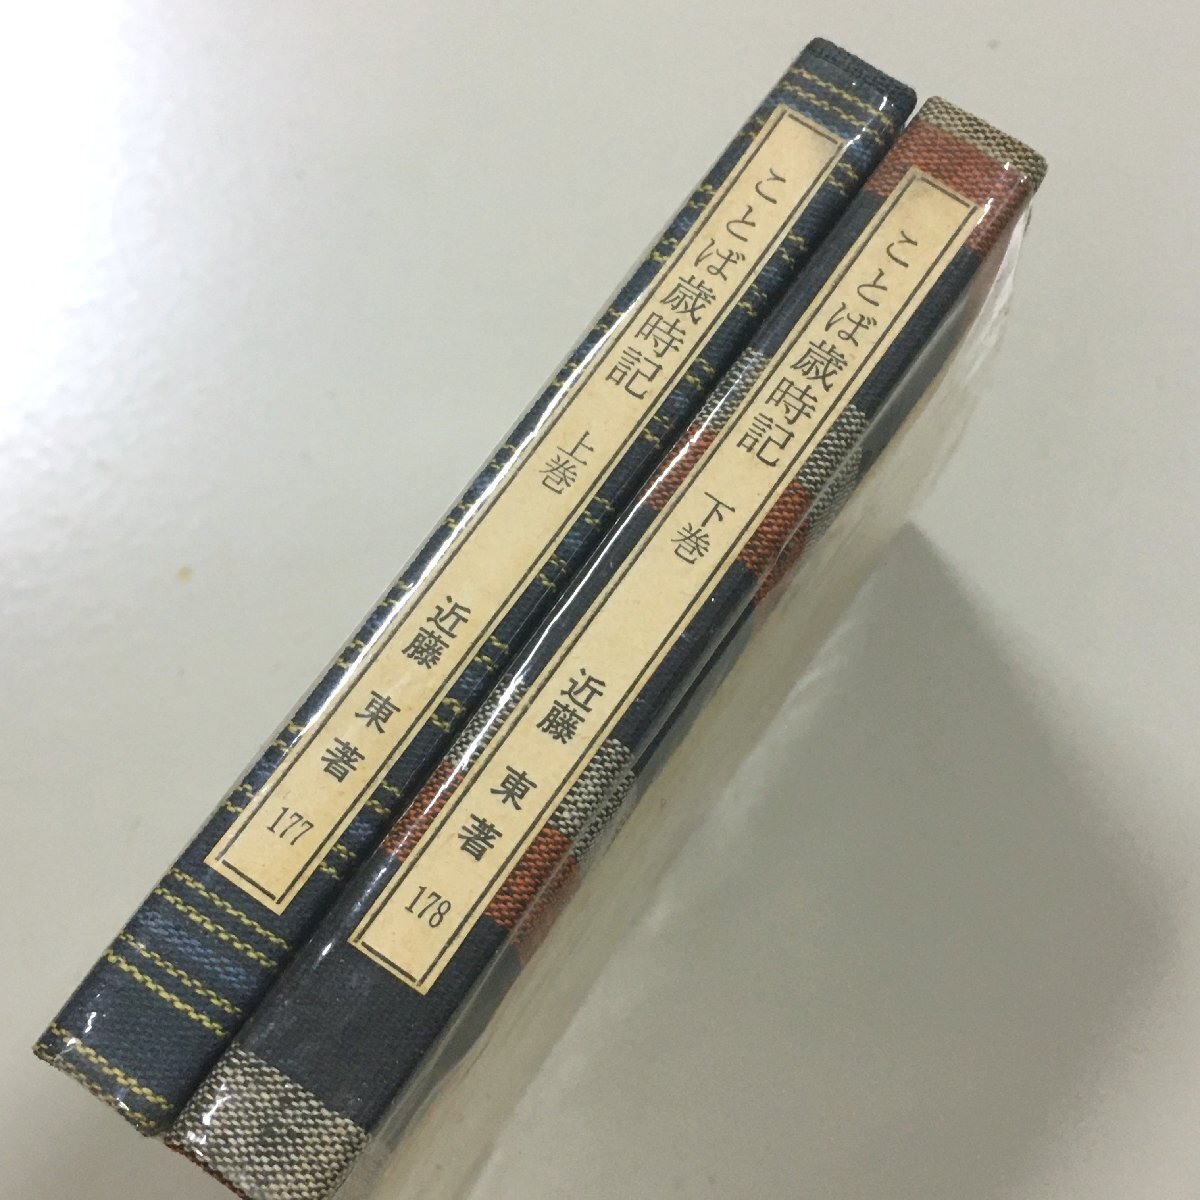 ことば歳時記 上巻 近藤 東 著 177
ことば歳時記 下巻 近藤 東 著 178